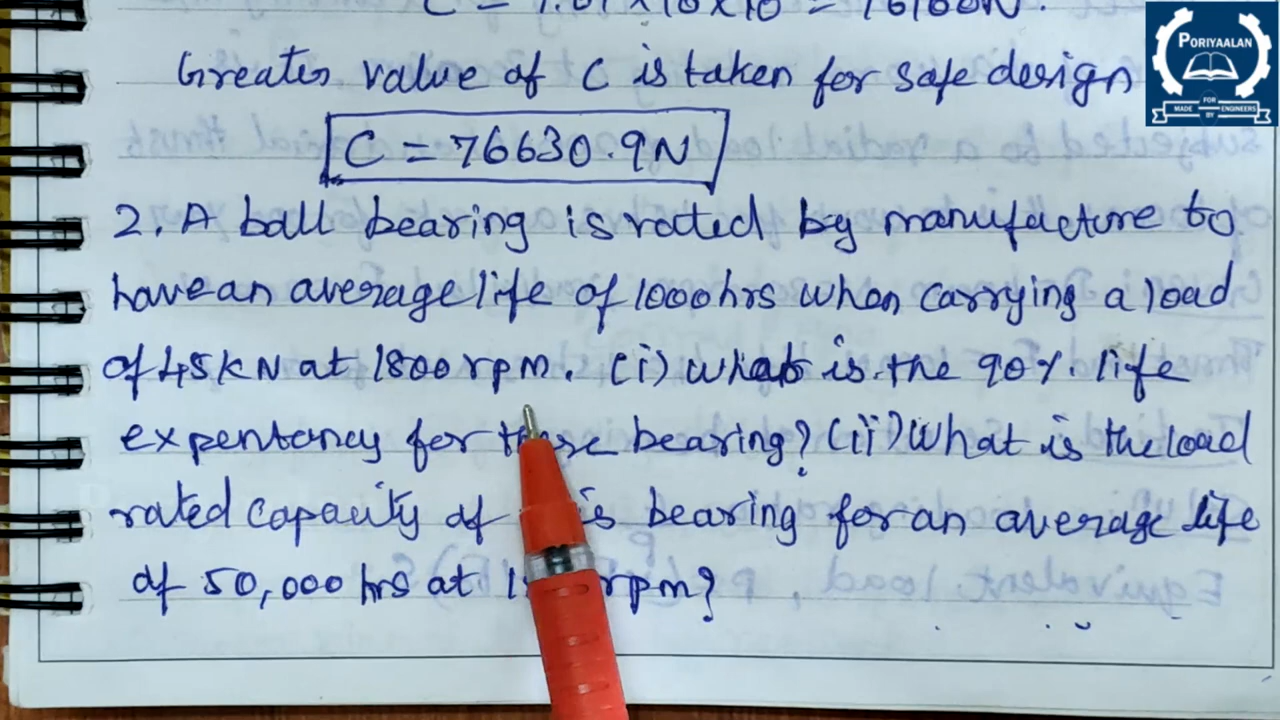 Greater value of C is taken for safe design
C = 76630.9N
2. A ball bearing is rated by manufacture to
have an average life of 1000hrs when carrying a load
of 45KN at 1800 rpm. (i) what is the 90%. life
expentancy for these bearing? (ii) What is the load
rated capacity of bearing for an average life
of 50,000 hrs at rpm?
Equivalent load,
PORIYAALAN
MADE FOR BY ENGINEERS